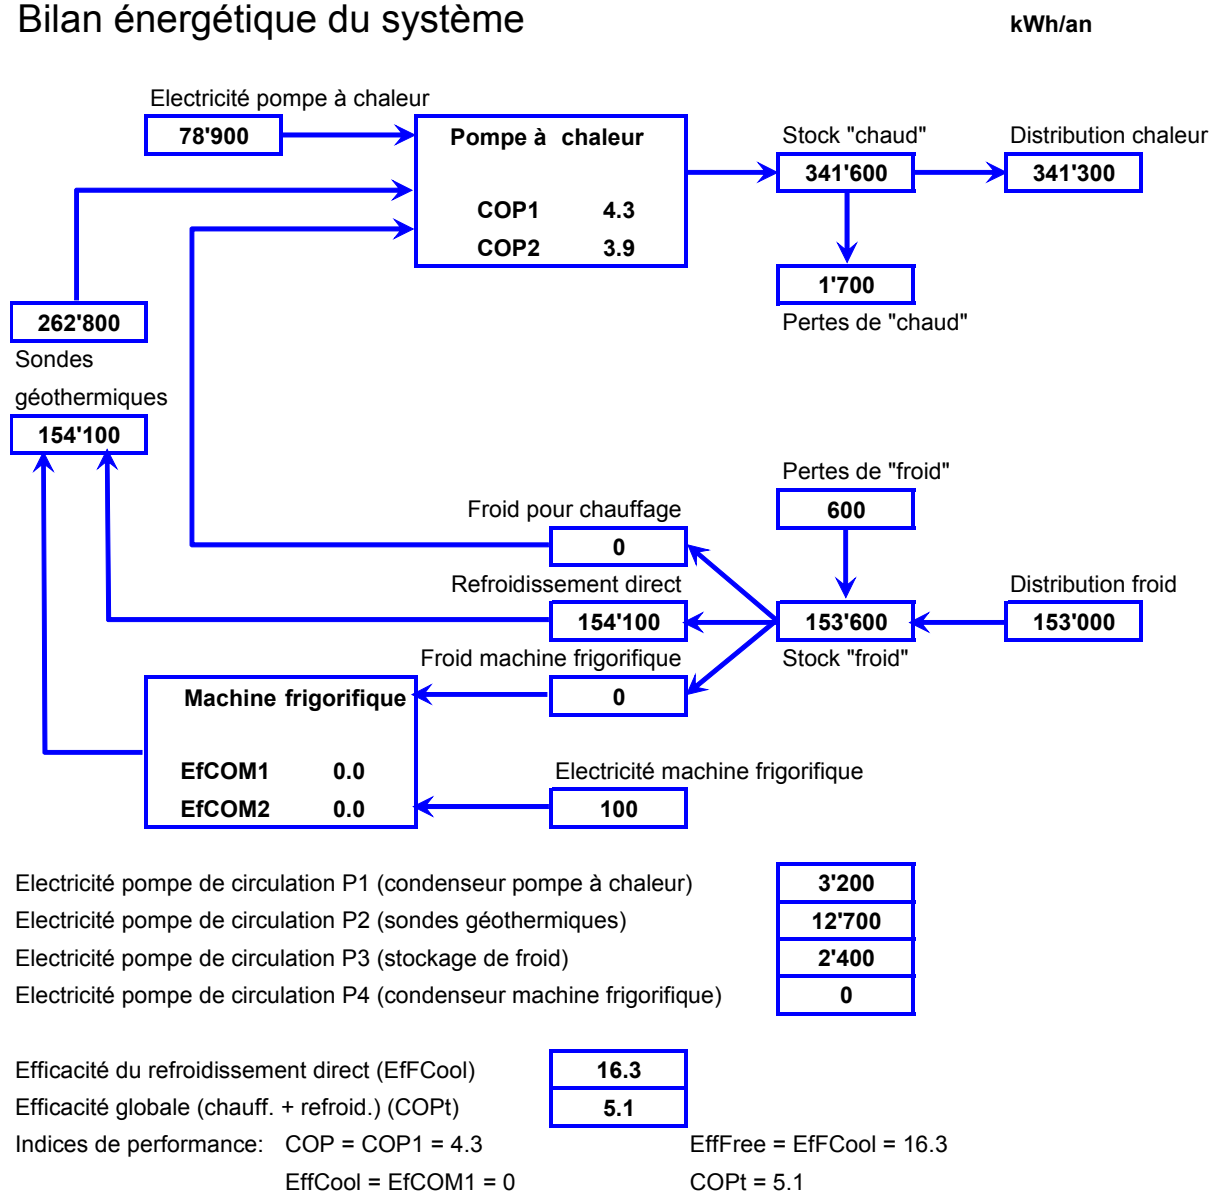 Bilan énergétique du système
kWh/an
Electricité pompe à chaleur
78'900
Pompe à chaleur
COP1 4.3
COP2 3.9
Stock "chaud"
341'600
Distribution chaleur
341'300
1'700
Pertes de "chaud"
262'800
Sondes
géothermiques
154'100
Pertes de "froid"
600
Froid pour chauffage
0
Refroidissement direct
154'100
153'600
Stock "froid"
Distribution froid
153'000
Froid machine frigorifique
0
Machine frigorifique
EfCOM1 0.0
EfCOM2 0.0
Electricité machine frigorifique
100
Electricité pompe de circulation P1 (condenseur pompe à chaleur) 3'200
Electricité pompe de circulation P2 (sondes géothermiques) 12'700
Electricité pompe de circulation P3 (stockage de froid) 2'400
Electricité pompe de circulation P4 (condenseur machine frigorifique) 0
Efficacité du refroidissement direct (EfFCool) 16.3
Efficacité globale (chauff. + refroid.) (COPt) 5.1
Indices de performance: COP = COP1 = 4.3 EffFree = EfFCool = 16.3
EffCool = EfCOM1 = 0 COPt = 5.1